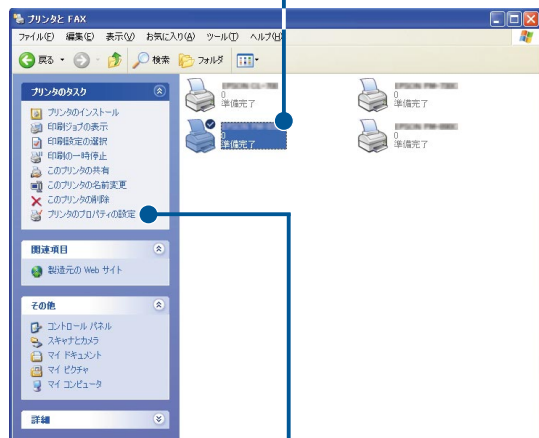 プリンタと FAX
ファイル(F) 編集(E) 表示(V) お気に入り(A) ツール(T) ヘルプ(H)
戻る 検索 フォルダ
プリンタのタスク
プリンタのインストール
印刷ジョブの表示
印刷設定の選択
印刷の一時停止
このプリンタの共有
このプリンタの名前変更
このプリンタの削除
プリンタのプロパティの設定
関連項目
製造元の Web サイト
その他
コントロール パネル
スキャナとカメラ
マイ ドキュメント
マイ ピクチャ
マイ コンピュータ
詳細
0
準備完了
0
準備完了
0
準備完了
0
準備完了